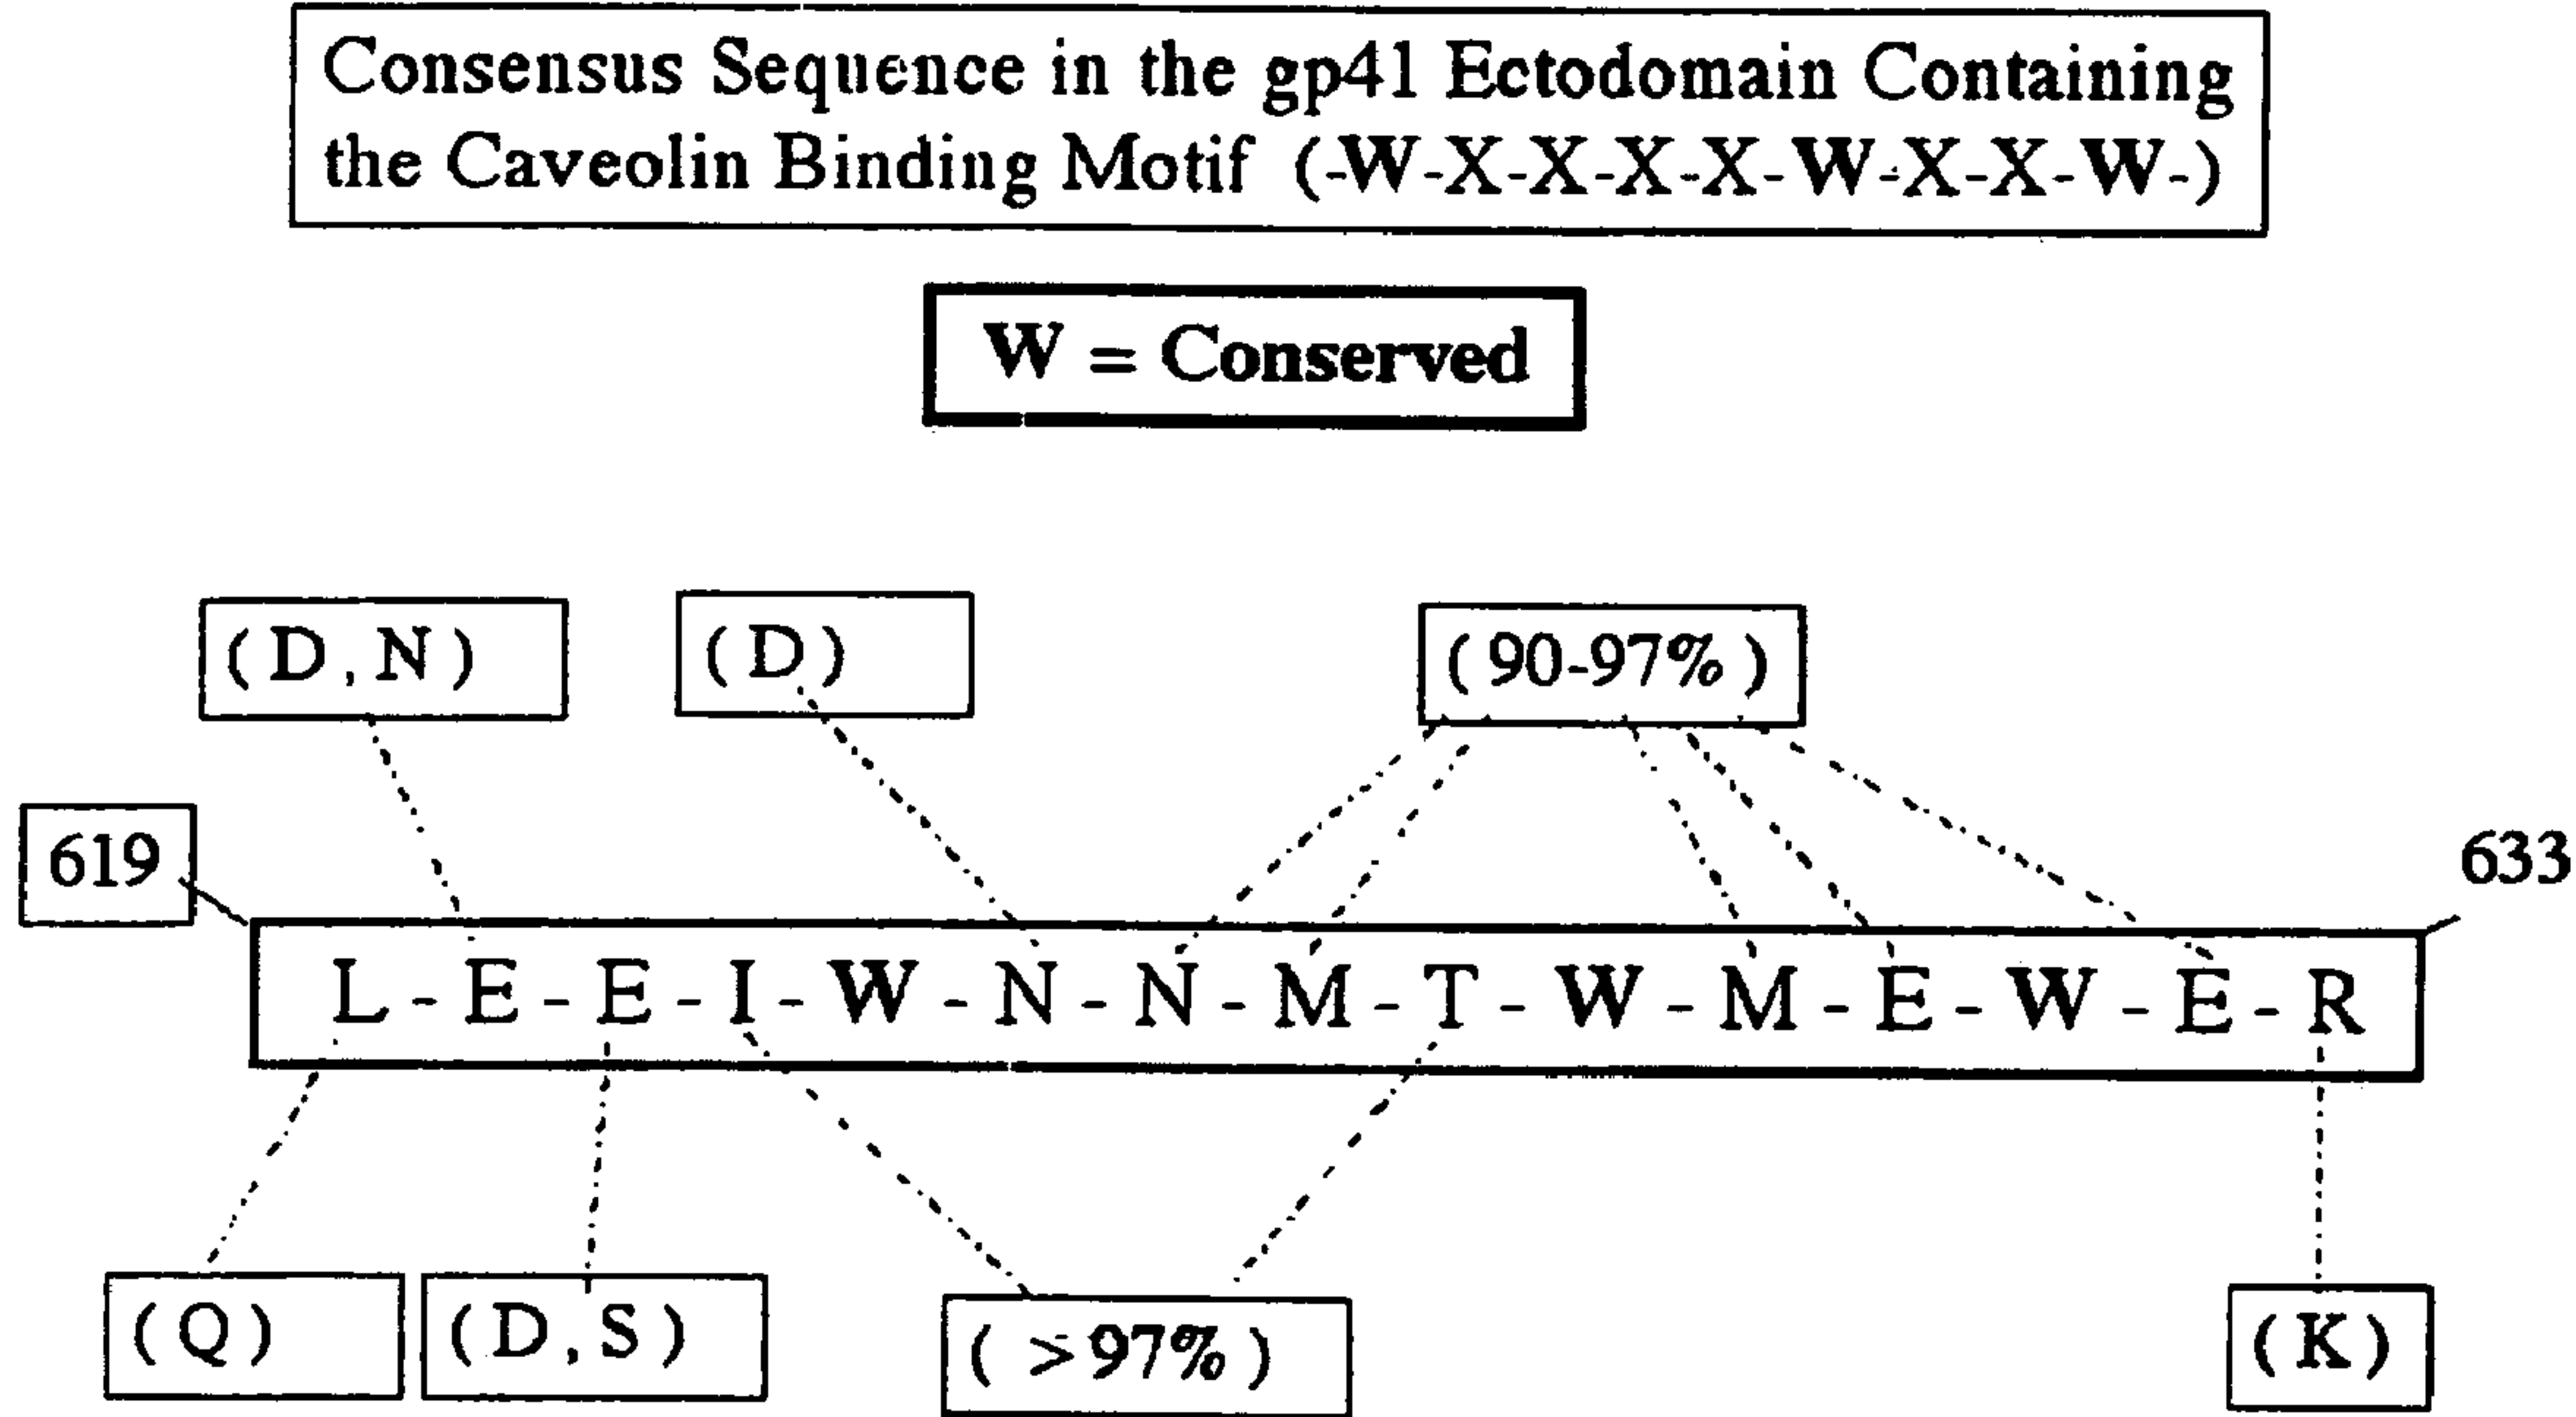 Consensus Sequence in the gp41 Ectodomain Containing
the Caveolin Binding Motif (-W-X-X-X-X-W-X-X-W-)
W = Conserved
(D,N)
(D)
(90-97%)
619
633
L-E-E-I-W-N-N-M-T-W-M-E-W-E-R
(Q)
(D,S)
(>97%)
(K)